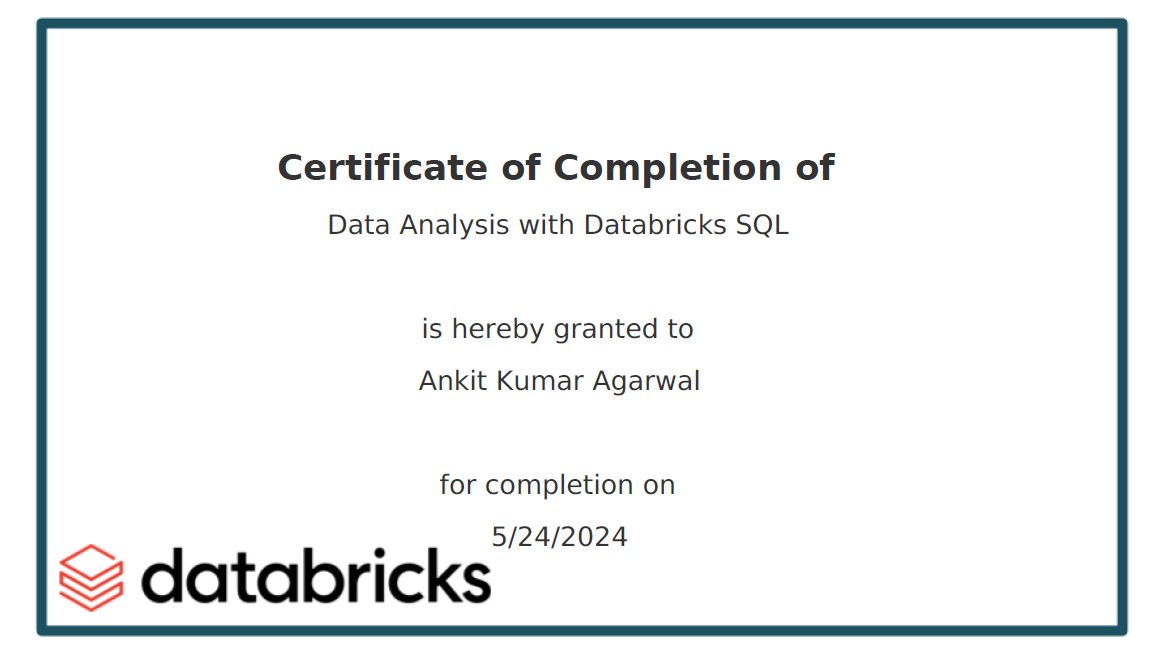 Certificate of Completion of
Data Analysis with Databricks SQL
is hereby granted to
Ankit Kumar Agarwal
for completion on
5/24/2024
databricks